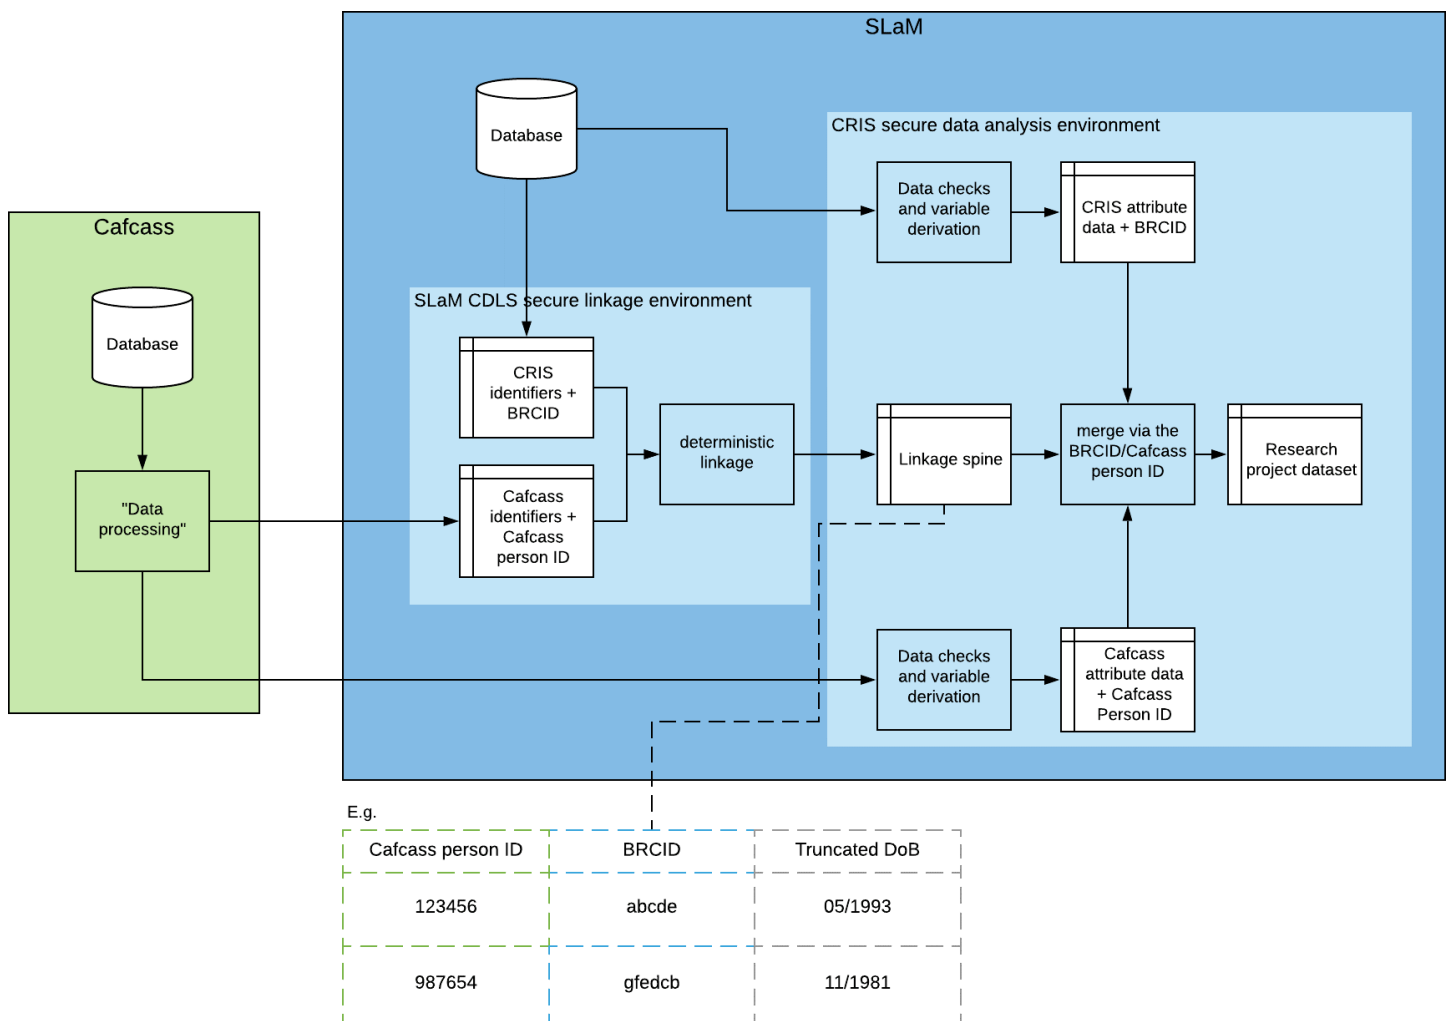 SLaM
Database
CRIS secure data analysis environment
Data checks
and variable
derivation
CRIS attribute
data + BRCID
Cafcass
Database
"Data
processing"
SLaM CDLS secure linkage environment
CRIS
identifiers +
BRCID
Cafcass
identifiers +
Cafcass
person ID
deterministic
linkage
Linkage spine
merge via the
BRCID/Cafcass
person ID
Research
project dataset
Data checks
and variable
derivation
Cafcass
attribute data
+ Cafcass
Person ID
E.g.
Cafcass person ID BRCID Truncated DoB
123456 abcde 05/1993
987654 gfedcb 11/1981